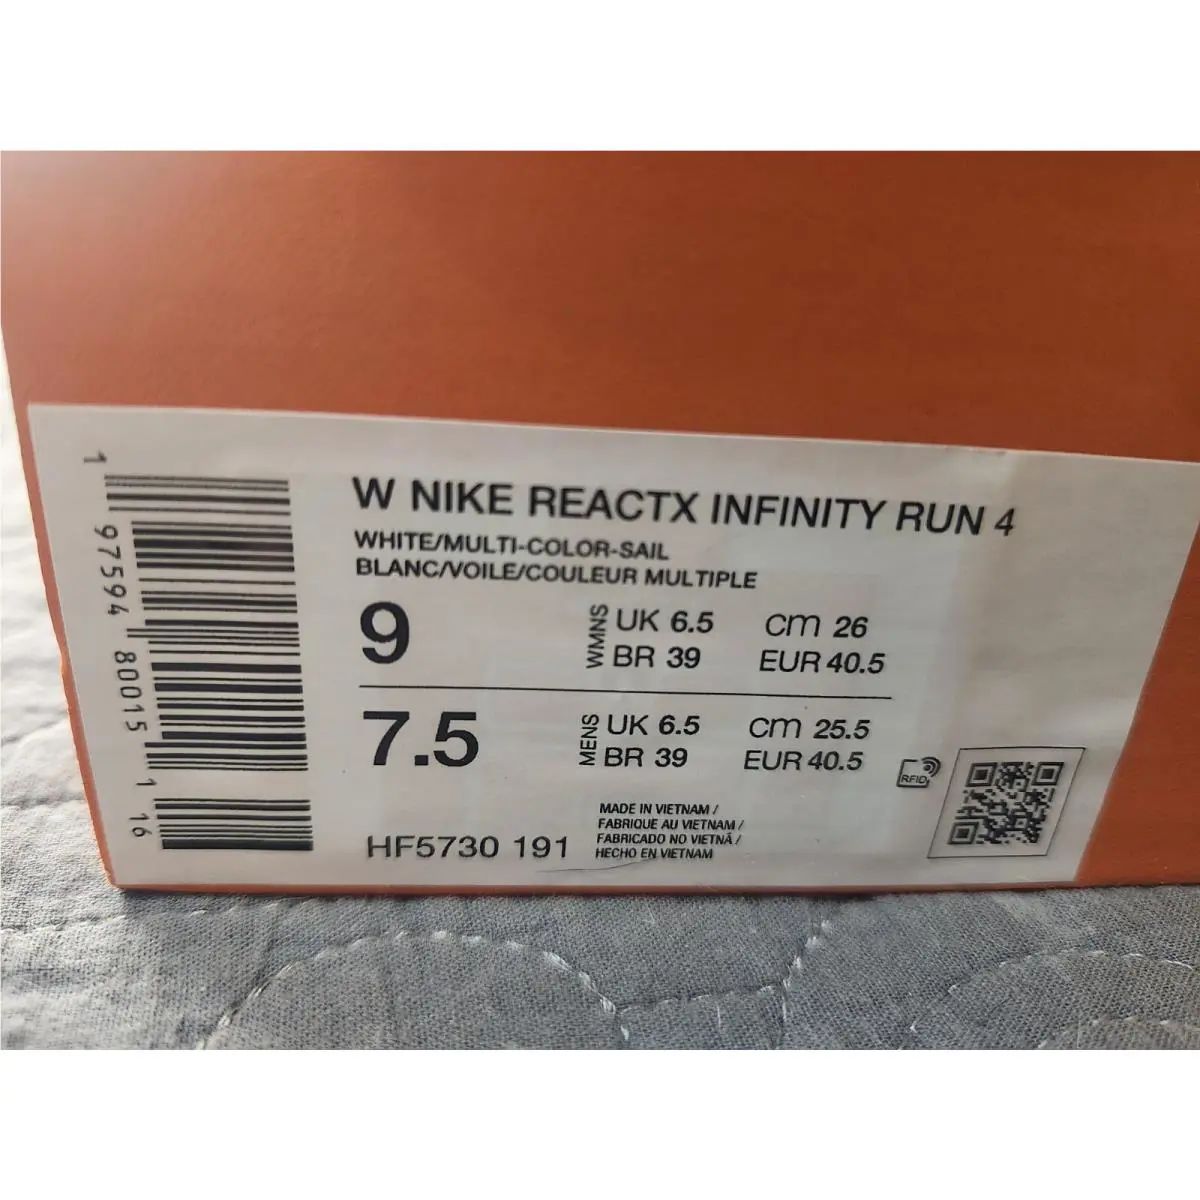 W NIKE REACTX INFINITY RUN 4
WHITE/MULTI-COLOR-SAIL
BLANC/VOILE/COULEUR MULTIPLE
9
WMNS
UK 6.5 cm 26
BR 39 EUR 40.5
7.5
MENS
UK 6.5 cm 25.5
BR 39 EUR 40.5
RFID
MADE IN VIETNAM /
FABRIQUE AU VIETNAM /
FABRICADO NO VIETNÃ /
HECHO EN VIETNAM
HF5730 191
1 97594 80015 1 16